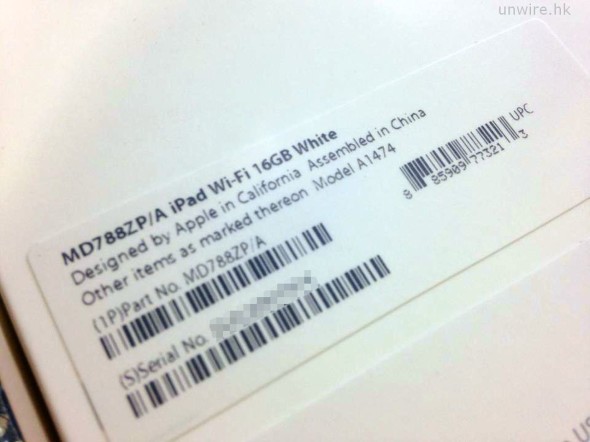 unwire.hk
MD788ZP/A iPad Wi-Fi 16GB White
Designed by Apple in California Assembled in China
Other items as marked thereon Model A1474
(1P)Part No. MD788ZP/A
(S)Serial No.
UPC
8 85909 77321 3